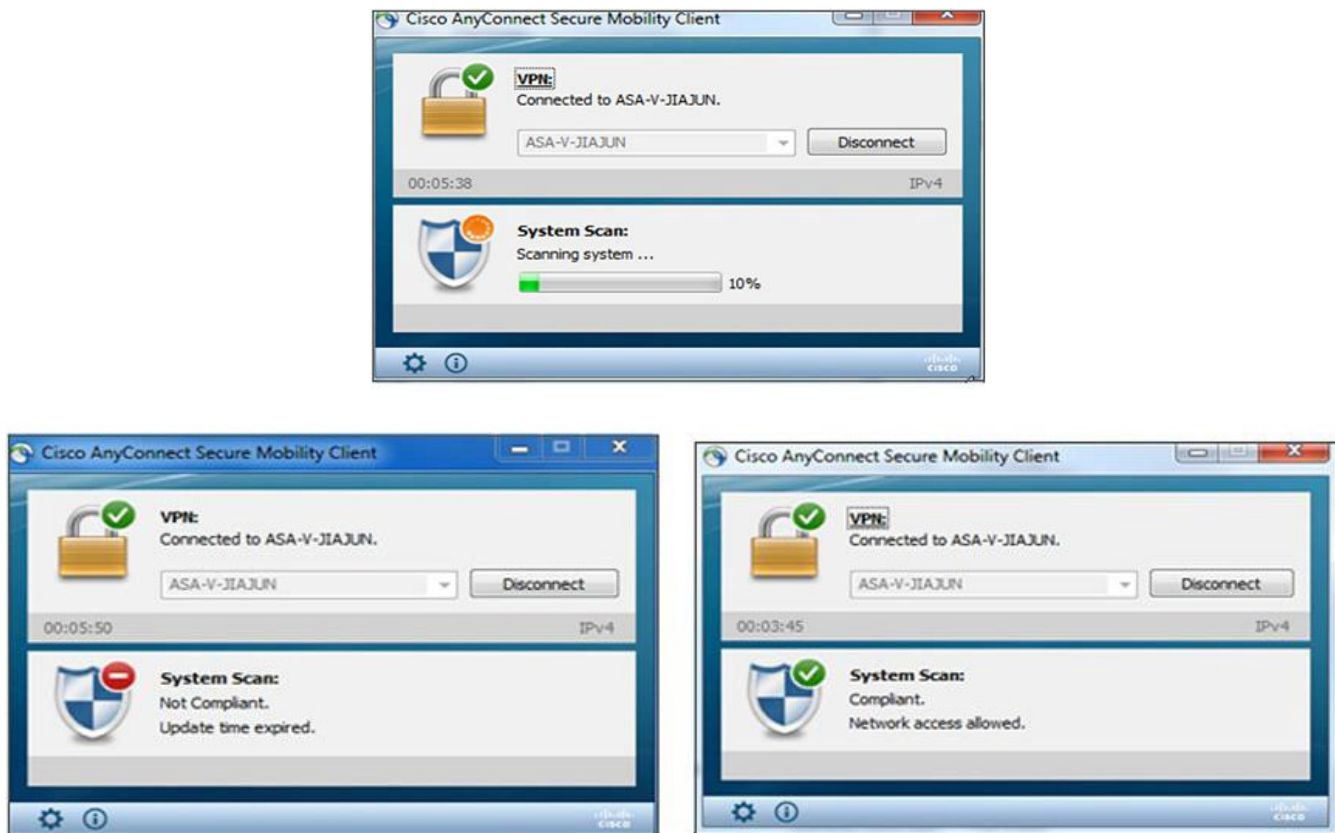 Cisco AnyConnect Secure Mobility Client
VPN:
Connected to ASA-V-JIAJUN.
ASA-V-JIAJUN
Disconnect
00:05:38
IPv4
System Scan:
Scanning system ...
10%
cisco
Cisco AnyConnect Secure Mobility Client
VPN:
Connected to ASA-V-JIAJUN.
ASA-V-JIAJUN
Disconnect
00:05:50
IPv4
System Scan:
Not Compliant.
Update time expired.
cisco
Cisco AnyConnect Secure Mobility Client
VPN:
Connected to ASA-V-JIAJUN.
ASA-V-JIAJUN
Disconnect
00:03:45
IPv4
System Scan:
Compliant.
Network access allowed.
cisco